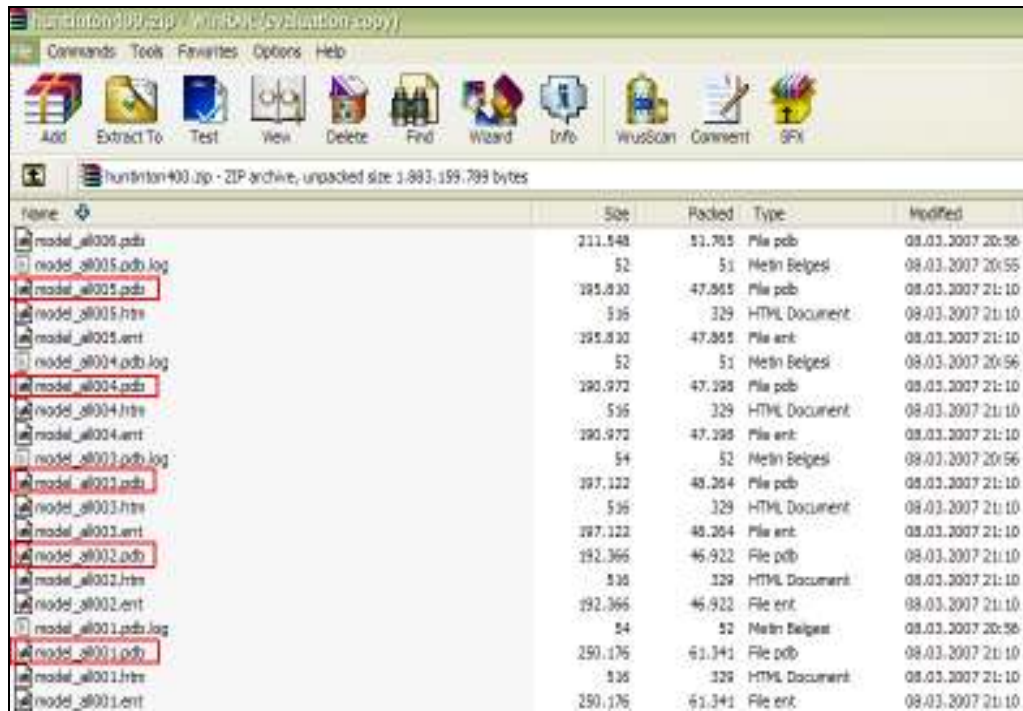 huntinton400.zip - WinRAR (evaluation copy)
Commands Tools Favorites Options Help
Add Extract To Test View Delete Find Wizard Info VirusScan Comment SFX
huntinton400.zip - ZIP archive, unpacked size 1.883.159.789 bytes
Name Size Packed Type Modified
model_all006.pdb 211.548 51.765 File pdb 08.03.2007 20:56
model_all005.pdb.log 52 51 Metin Belgesi 08.03.2007 20:55
model_all005.pdb 195.810 47.865 File pdb 08.03.2007 21:10
model_all005.htm 516 329 HTML Document 08.03.2007 21:10
model_all005.ent 195.810 47.865 File ent 08.03.2007 21:10
model_all004.pdb.log 52 51 Metin Belgesi 08.03.2007 20:56
model_all004.pdb 190.972 47.198 File pdb 08.03.2007 21:10
model_all004.htm 516 329 HTML Document 08.03.2007 21:10
model_all004.ent 190.972 47.198 File ent 08.03.2007 21:10
model_all003.pdb.log 54 52 Metin Belgesi 08.03.2007 20:56
model_all003.pdb 197.122 48.264 File pdb 08.03.2007 21:10
model_all003.htm 516 329 HTML Document 08.03.2007 21:10
model_all003.ent 197.122 48.264 File ent 08.03.2007 21:10
model_all002.pdb 192.366 46.922 File pdb 08.03.2007 21:10
model_all002.htm 516 329 HTML Document 08.03.2007 21:10
model_all002.ent 192.366 46.922 File ent 08.03.2007 21:10
model_all001.pdb.log 54 52 Metin Belgesi 08.03.2007 20:56
model_all001.pdb 250.176 61.341 File pdb 08.03.2007 21:10
model_all001.htm 516 329 HTML Document 08.03.2007 21:10
model_all001.ent 250.176 61.341 File ent 08.03.2007 21:10